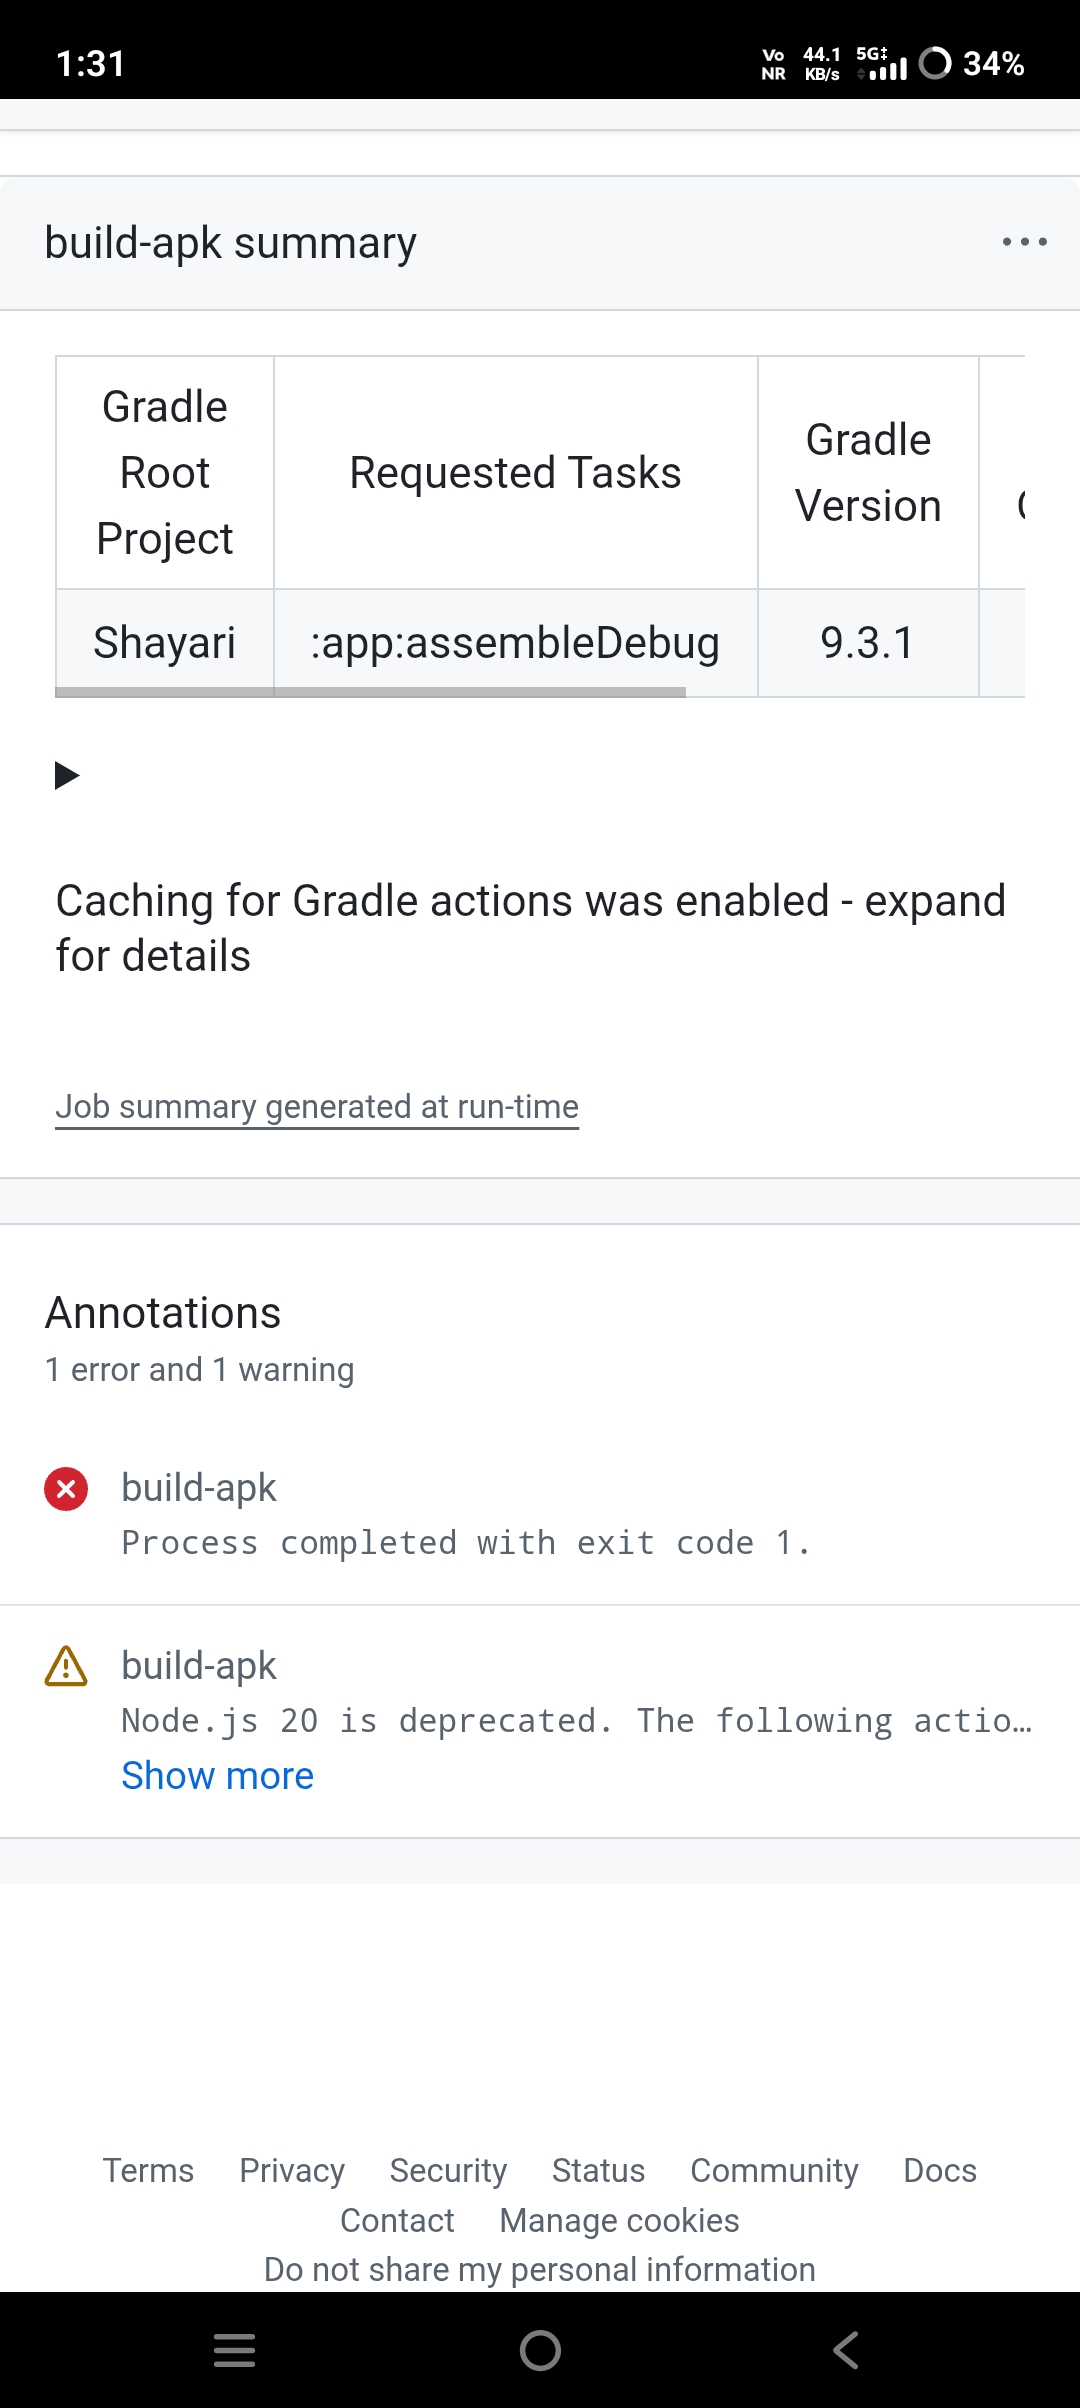 1:31
Vo NR 44.1 KB/s 5G 34%
build-apk summary
Gradle Root Project
Requested Tasks
Gradle Version
Shayari :app:assembleDebug 9.3.1
Caching for Gradle actions was enabled - expand
for details
Job summary generated at run-time
Annotations
1 error and 1 warning
build-apk
Process completed with exit code 1.
build-apk
Node.js 20 is deprecated. The following actio…
Show more
Terms Privacy Security Status Community Docs
Contact Manage cookies
Do not share my personal information